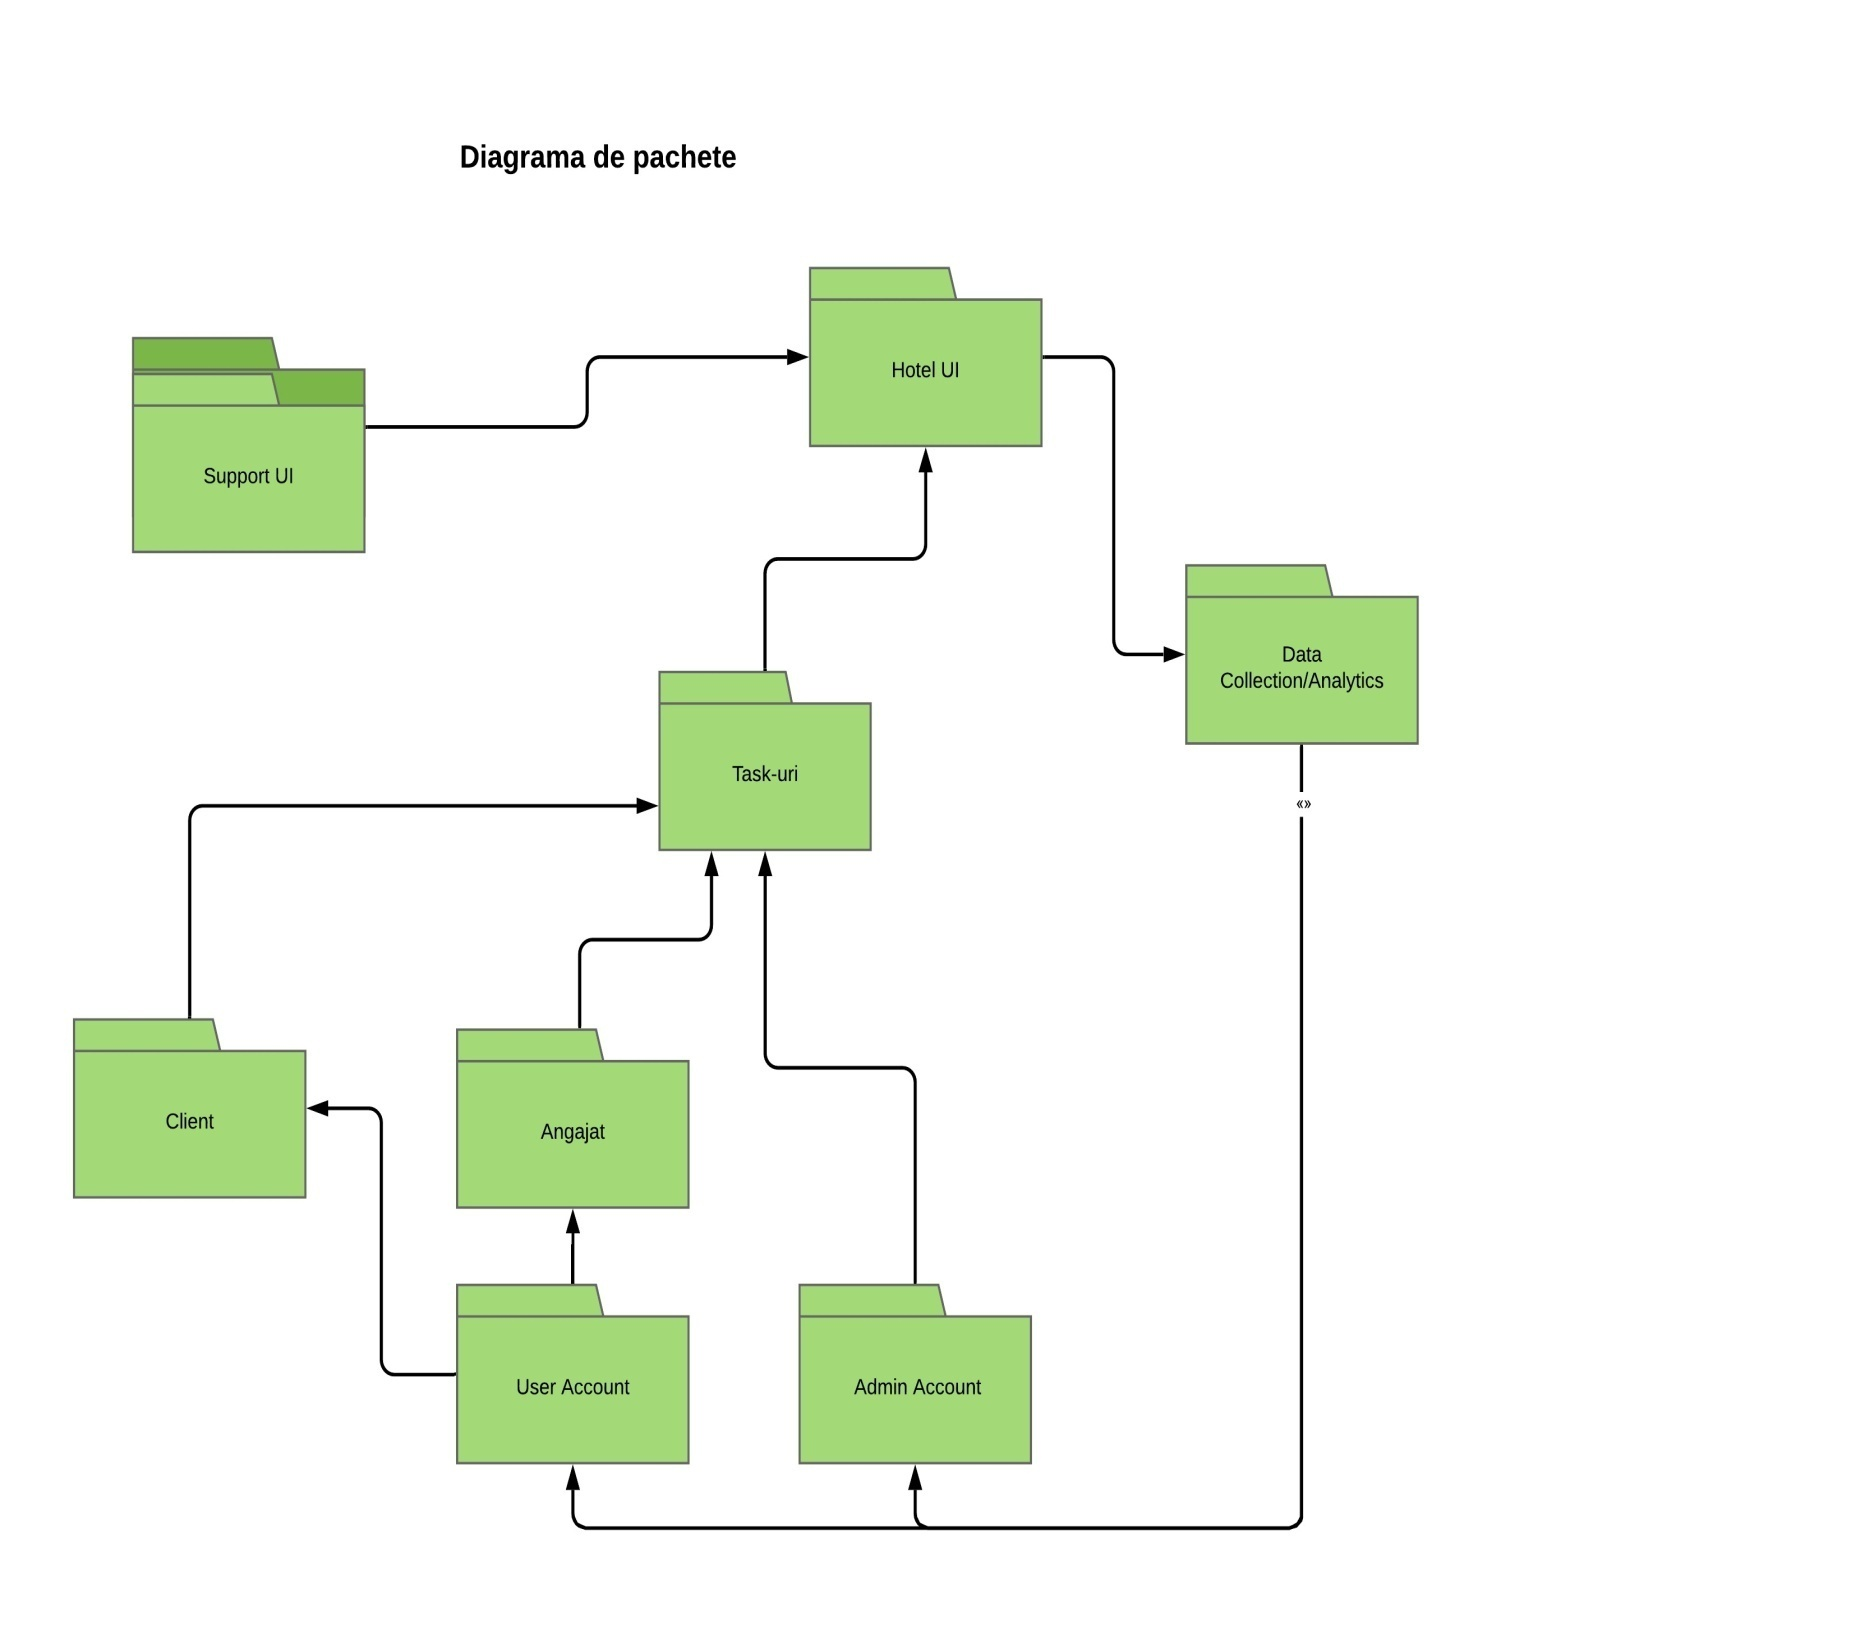 Diagrama de pachete
Hotel UI
Support UI
Data
Collection/Analytics
Task-uri
«»
Client
Angajat
User Account
Admin Account